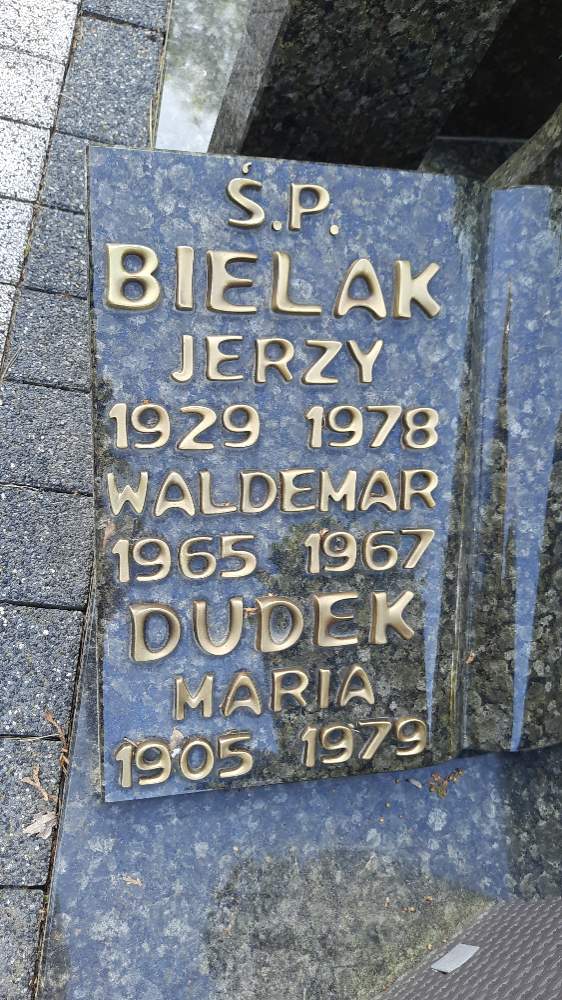 Ś.P.
BIELAK
JERZY
1929 1978
WALDEMAR
1965 1967
DUDEK
MARIA
1905 1979